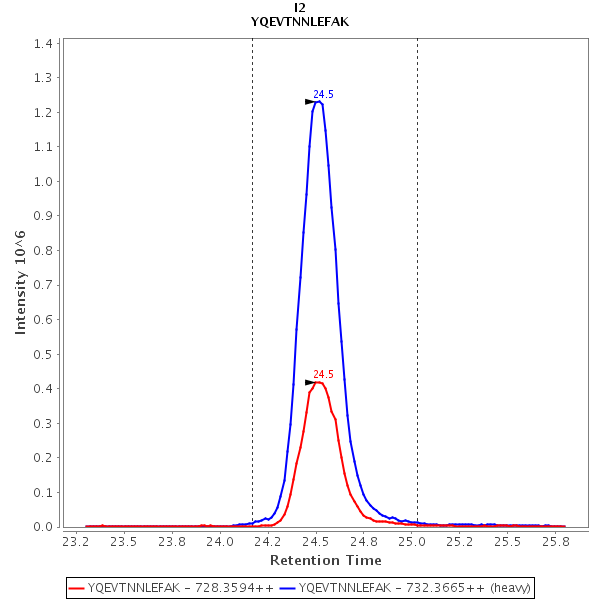 I2
YQEVTNNLEFAK
1.4
1.3
1.2
1.1
1.0
0.9
0.8
0.7
0.6
0.5
0.4
0.3
0.2
0.1
0.0
Intensity 10^6
24.5
24.5
23.2 23.5 23.8 24.0 24.2 24.5 24.8 25.0 25.2 25.5 25.8
Retention Time
YQEVTNNLEFAK - 728.3594++ YQEVTNNLEFAK - 732.3665++ (heavy)